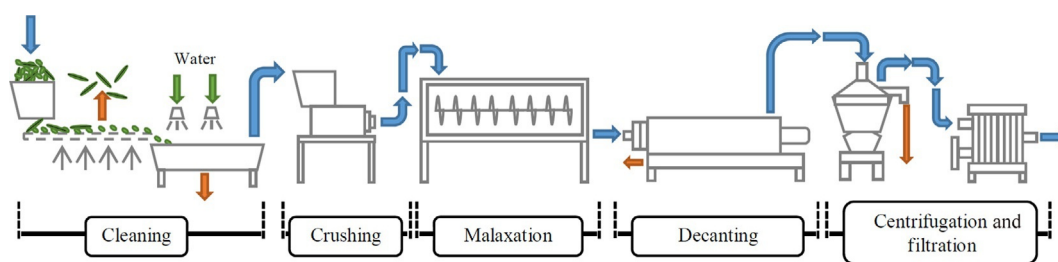 Water
Cleaning
Crushing
Malaxation
Decanting
Centrifugation and
filtration